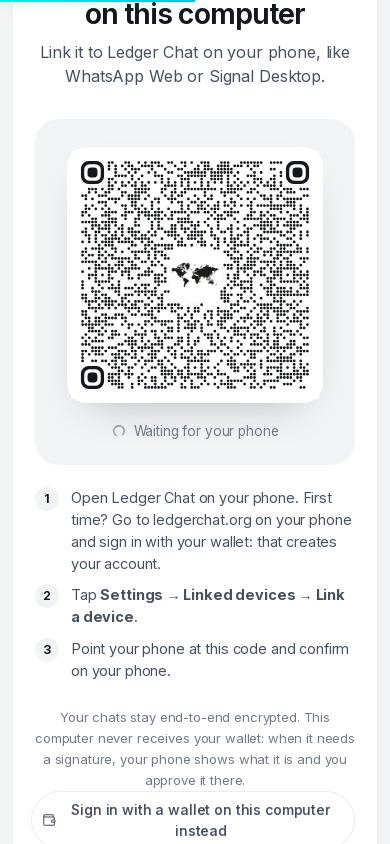 on this computer
Link it to Ledger Chat on your phone, like
WhatsApp Web or Signal Desktop.
Waiting for your phone
1 Open Ledger Chat on your phone. First
time? Go to ledgerchat.org on your phone
and sign in with your wallet: that creates
your account.
2 Tap Settings → Linked devices → Link
a device.
3 Point your phone at this code and confirm
on your phone.
Your chats stay end-to-end encrypted. This
computer never receives your wallet: when it needs
a signature, your phone shows what it is and you
approve it there.
Sign in with a wallet on this computer
instead